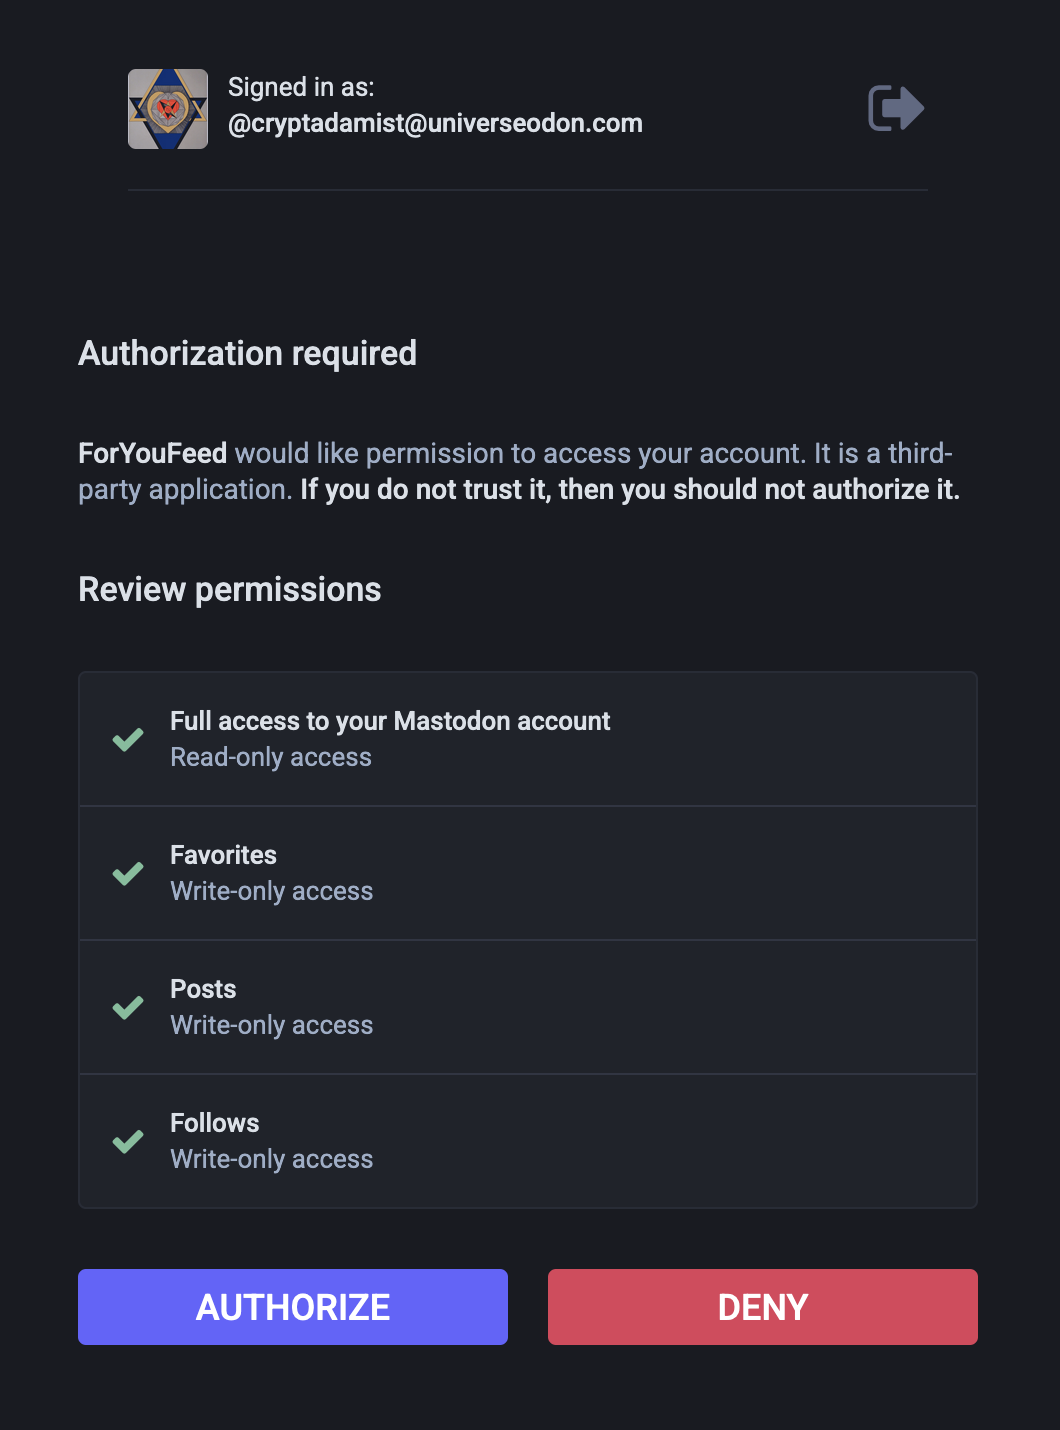 Signed in as:
@cryptadamist@universeodon.com
Authorization required
ForYouFeed would like permission to access your account. It is a third-
party application. If you do not trust it, then you should not authorize it.
Review permissions
Full access to your Mastodon account
Read-only access
Favorites
Write-only access
Posts
Write-only access
Follows
Write-only access
AUTHORIZE
DENY